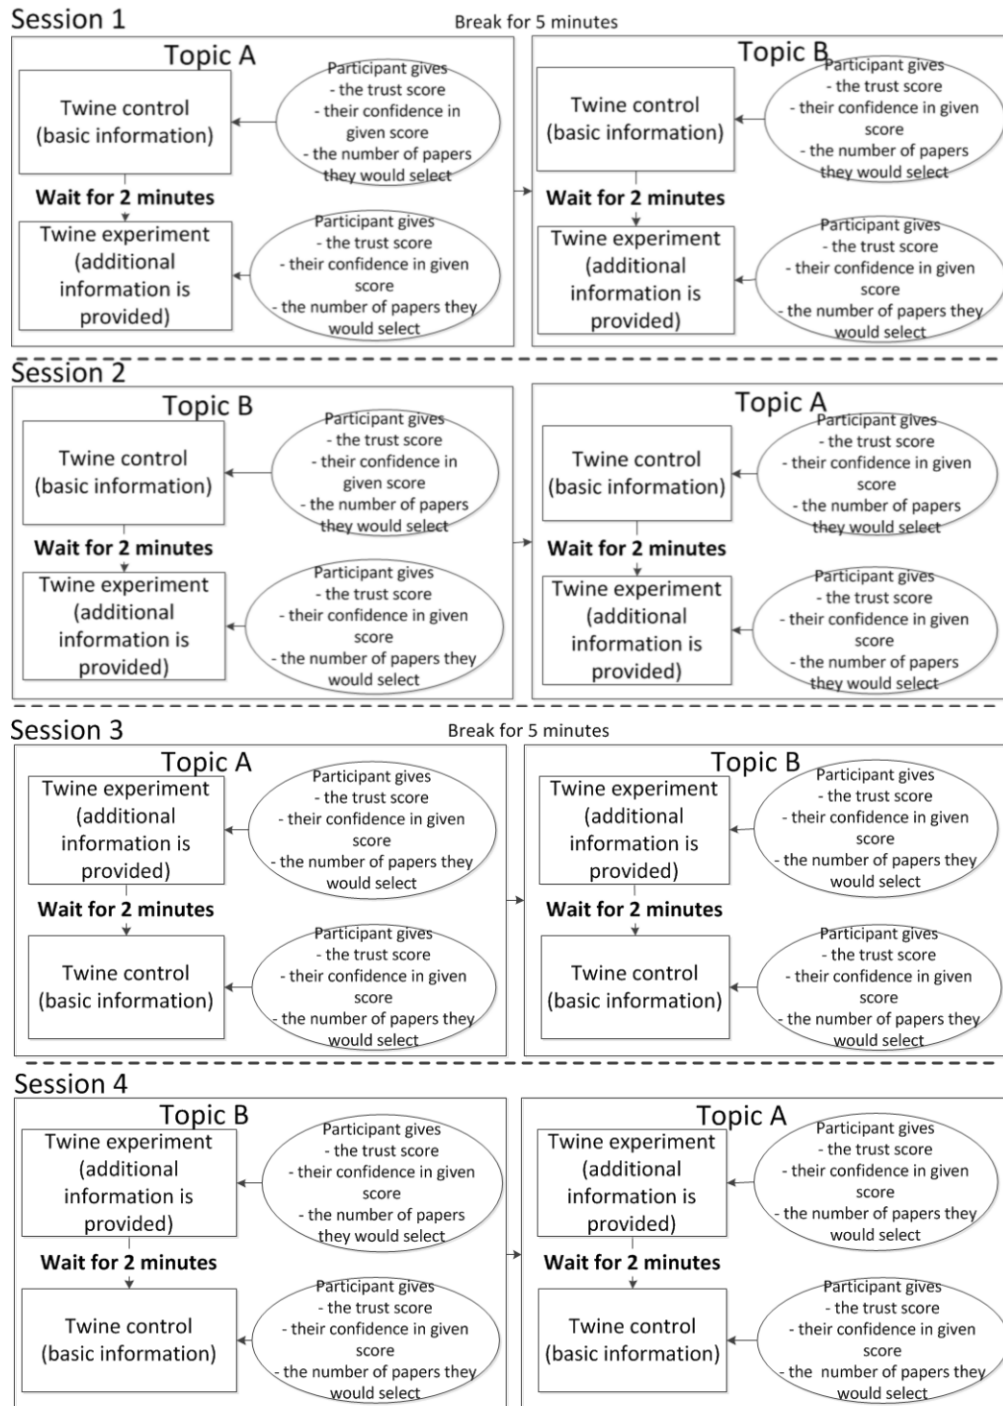 Session 1
Break for 5 minutes
Topic A
Twine control
(basic information)
Participant gives
- the trust score
- their confidence in
given score
- the number of papers
they would select
Wait for 2 minutes
Twine experiment
(additional
information is
provided)
Participant gives
- the trust score
- their confidence in given
score
- the number of papers they
would select
Topic B
Twine control
(basic information)
Participant gives
- the trust score
- their confidence in given
score
- the number of papers
they would select
Wait for 2 minutes
Twine experiment
(additional
information is
provided)
Participant gives
- the trust score
- their confidence in given
score
- the number of papers they
would select
Session 2
Topic B
Twine control
(basic information)
Participant gives
- the trust score
- their confidence in
given score
- the number of papers
they would select
Wait for 2 minutes
Twine experiment
(additional
information is
provided)
Participant gives
- the trust score
- their confidence in given
score
- the number of papers they
would select
Topic A
Twine control
(basic information)
Participant gives
- the trust score
- their confidence in given
score
- the number of papers
they would select
Wait for 2 minutes
Twine experiment
(additional
information is
provided)
Participant gives
- the trust score
- their confidence in given
score
- the number of papers
they would select
Session 3
Break for 5 minutes
Topic A
Twine experiment
(additional
information is
provided)
Participant gives
- the trust score
- their confidence in given
score
- the number of papers they
would select
Wait for 2 minutes
Twine control
(basic information)
Participant gives
- the trust score
- their confidence in given
score
- the number of papers they
would select
Topic B
Twine experiment
(additional
information is
provided)
Participant gives
- the trust score
- their confidence in given
score
- the number of papers they
would select
Wait for 2 minutes
Twine control
(basic information)
Participant gives
- the trust score
- their confidence in given
score
- the number of papers they
would select
Session 4
Topic B
Twine experiment
(additional
information is
provided)
Participant gives
- the trust score
- their confidence in given
score
- the number of papers
they would select
Wait for 2 minutes
Twine control
(basic information)
Participant gives
- the trust score
- their confidence in given
score
- the number of papers they
would select
Topic A
Twine experiment
(additional
information is
provided)
Participant gives
- the trust score
- their confidence in given
score
- the number of papers they
would select
Wait for 2 minutes
Twine control
(basic information)
Participant gives
- the trust score
- their confidence in given
score
- the number of papers they
would select